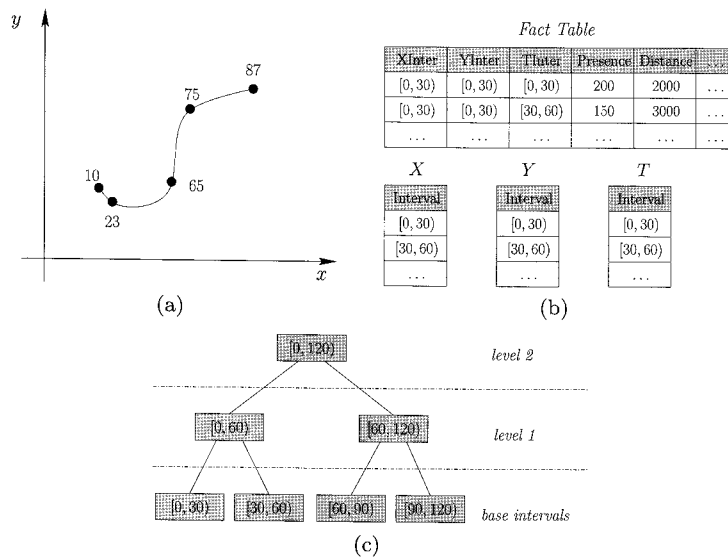 y
10
23
65
75
87
x
(a)
Fact Table
XInter YInter TInter Presence Distance ...
[0, 30) [0, 30) [0, 30) 200 2000 ...
[0, 30) [0, 30) [30, 60) 150 3000 ...
... ... ... ... ... ...
X Y T
Interval Interval Interval
[0, 30) [0, 30) [0, 30)
[30, 60) [30, 60) [30, 60)
... ... ...
(b)
[0, 120) level 2
[0, 60) [60, 120) level 1
[0, 30) [30, 60) [60, 90) [90, 120) base intervals
(c)